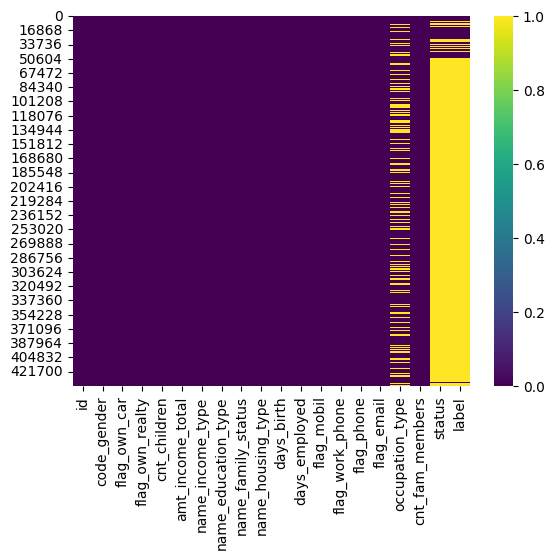 0
16868
33736
50604
67472
84340
101208
118076
134944
151812
168680
185548
202416
219284
236152
253020
269888
286756
303624
320492
337360
354228
371096
387964
404832
421700
id
code_gender
flag_own_car
flag_own_realty
cnt_children
amt_income_total
name_income_type
name_education_type
name_family_status
name_housing_type
days_birth
days_employed
flag_mobil
flag_work_phone
flag_phone
flag_email
occupation_type
cnt_fam_members
status
label
1.0
0.8
0.6
0.4
0.2
0.0